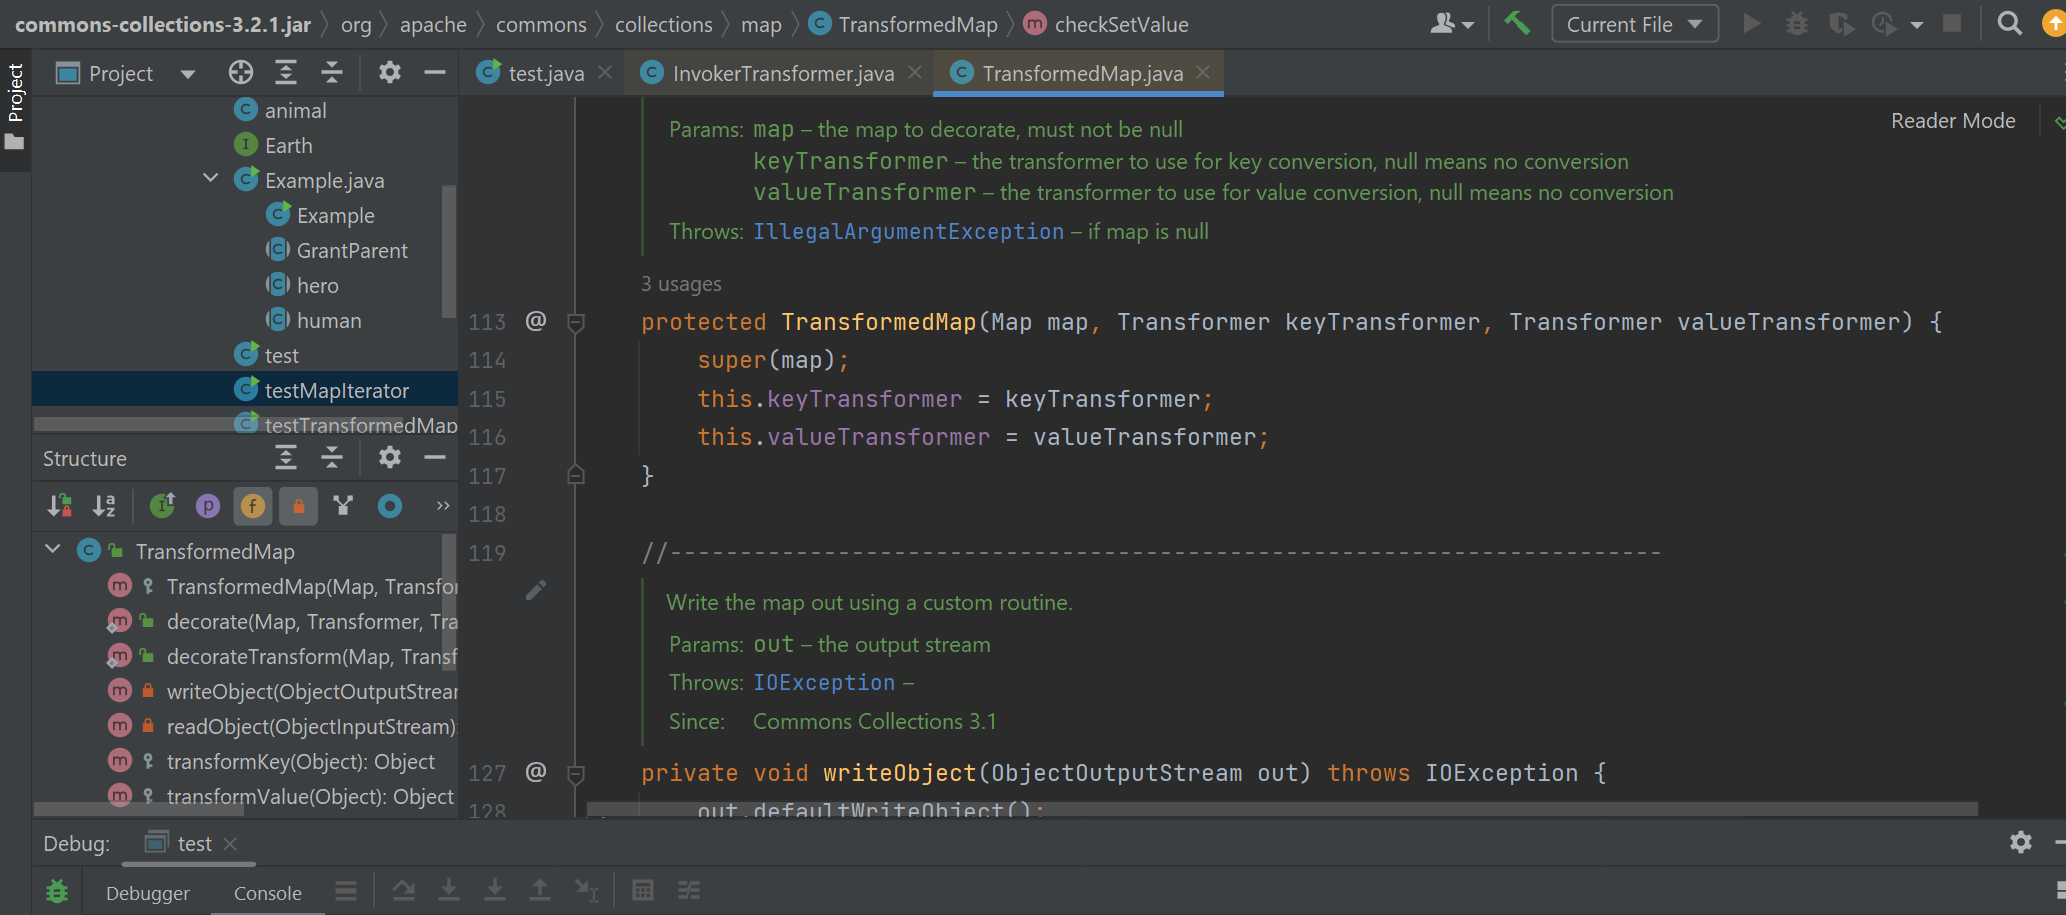 commons-collections-3.2.1.jar org apache commons collections map TransformedMap checkSetValue Current File
Project
Project test.java InvokerTransformer.java TransformedMap.java
animal
Earth
Example.java
Example
GrantParent
hero
human
test
testMapIterator
testTransformedMap
Structure
TransformedMap
TransformedMap(Map, Transfor
decorate(Map, Transformer, Tra
decorateTransform(Map, Transf
writeObject(ObjectOutputStrear
readObject(ObjectInputStream)
transformKey(Object): Object
transformValue(Object): Object
Reader Mode
Params: map – the map to decorate, must not be null
keyTransformer – the transformer to use for key conversion, null means no conversion
valueTransformer – the transformer to use for value conversion, null means no conversion
Throws: IllegalArgumentException – if map is null
3 usages
113 @ protected TransformedMap(Map map, Transformer keyTransformer, Transformer valueTransformer) {
114 super(map);
115 this.keyTransformer = keyTransformer;
116 this.valueTransformer = valueTransformer;
117 }
118
119 //-----------------------------------------------------------------------
Write the map out using a custom routine.
Params: out – the output stream
Throws: IOException –
Since: Commons Collections 3.1
127 @ private void writeObject(ObjectOutputStream out) throws IOException {
128 out.defaultWriteObject();
Debug: test
Debugger Console